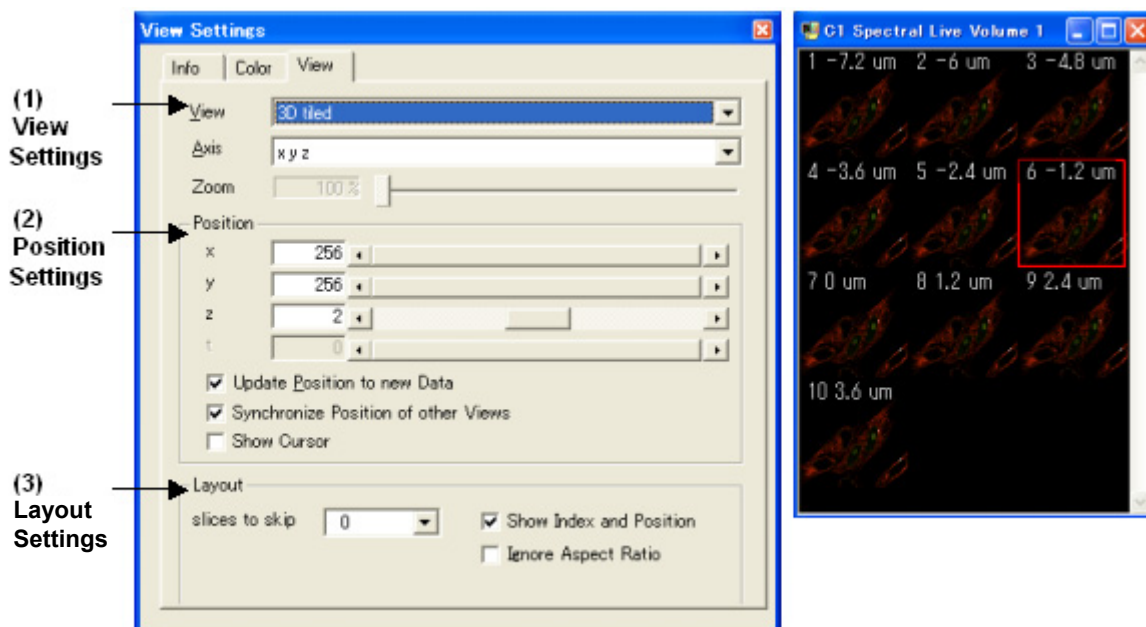 View Settings
Info Color View
(1)
View
Settings
View 3D tiled
Axis x y z
Zoom 100 %
(2)
Position
Settings
Position
x 256
y 256
z 2
t 0
Update Position to new Data
Synchronize Position of other Views
Show Cursor
(3)
Layout
Settings
Layout
slices to skip 0 Show Index and Position
Ignore Aspect Ratio
C1 Spectral Live Volume 1
1 -7.2 um 2 -6 um 3 -4.8 um
4 -3.6 um 5 -2.4 um 6 -1.2 um
7 0 um 8 1.2 um 9 2.4 um
10 3.6 um